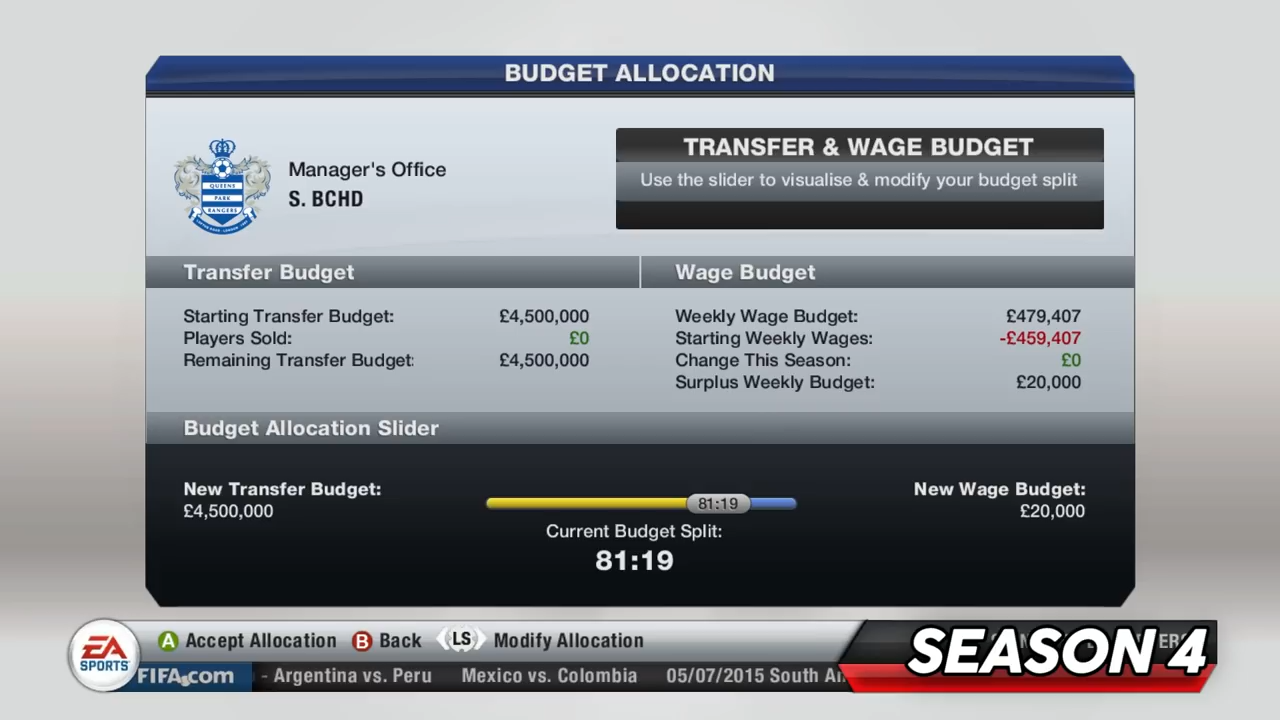 BUDGET ALLOCATION
QUEENS
PARK
RANGERS
Manager's Office
S. BCHD
TRANSFER & WAGE BUDGET
Use the slider to visualise & modify your budget split
Transfer Budget
Wage Budget
Starting Transfer Budget: £4,500,000
Players Sold: £0
Remaining Transfer Budget: £4,500,000
Weekly Wage Budget: £479,407
Starting Weekly Wages: -£459,407
Change This Season: £0
Surplus Weekly Budget: £20,000
Budget Allocation Slider
New Transfer Budget:
£4,500,000
81:19
Current Budget Split:
81:19
New Wage Budget:
£20,000
EA
SPORTS
A Accept Allocation B Back LS Modify Allocation
SEASON 4
FIFA.com - Argentina vs. Peru Mexico vs. Colombia 05/07/2015 South